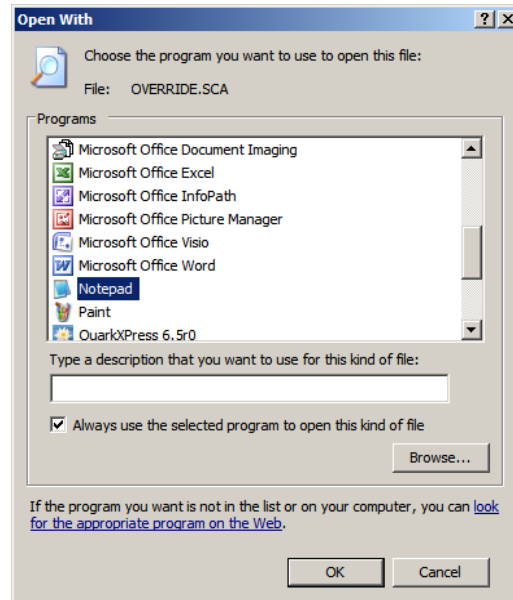 Open With
Choose the program you want to use to open this file:
File: OVERRIDE.SCA
Programs
Microsoft Office Document Imaging
Microsoft Office Excel
Microsoft Office InfoPath
Microsoft Office Picture Manager
Microsoft Office Visio
Microsoft Office Word
Notepad
Paint
QuarkXPress 6.5r0
Type a description that you want to use for this kind of file:
Always use the selected program to open this kind of file
Browse...
If the program you want is not in the list or on your computer, you can look
for the appropriate program on the Web.
OK Cancel